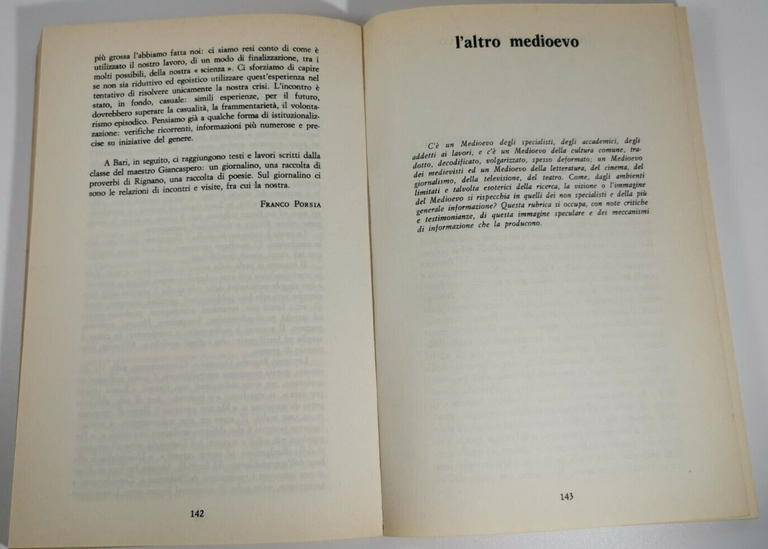 più grossa l'abbiamo fatta noi: ci siamo resi conto di come è
utilizzato il nostro lavoro, di un modo di finalizzazione, tra i
molti possibili, della nostra « scienza ». Ci sforziamo di capire
se non sia riduttivo ed egoistico utilizzare quest'esperienza nel
tentativo di risolvere unicamente la nostra crisi. L'incontro è
stato, in fondo, casuale: simili esperienze, per il futuro,
dovrebbero superare la casualità, la frammentarietà, il volonta-
rismo episodico. Pensiamo già a qualche forma di istituzionaliz-
zazione: verifiche ricorrenti, informazioni più numerose e pre-
cise su iniziative del genere.
A Bari, in seguito, ci raggiungono testi e lavori scritti dalla
classe del maestro Giancaspero: un giornalino, una raccolta di
proverbi di Rignano, una raccolta di poesie. Sul giornalino ci
sono le relazioni di incontri e visite, fra cui la nostra.
FRANCO PORSIA
142
l'altro medioevo
C'è un Medioevo degli specialisti, degli accademici, degli
addetti ai lavori, e c'è un Medioevo della cultura comune, tra-
dotto, decodificato, volgarizzato, spesso deformato; un Medioevo
dei medievisti ed un Medioevo della letteratura, del cinema, del
giornalismo, della televisione, del teatro. Come, dagli ambienti
limitati e talvolta esoterici della ricerca, la visione o l'immagine
del Medioevo si rispecchia in quelli dei non specialisti e della più
generale informazione? Questa rubrica si occupa, con note critiche
e testimonianze, di questa immagine speculare e dei meccanismi
di informazione che la producono.
143